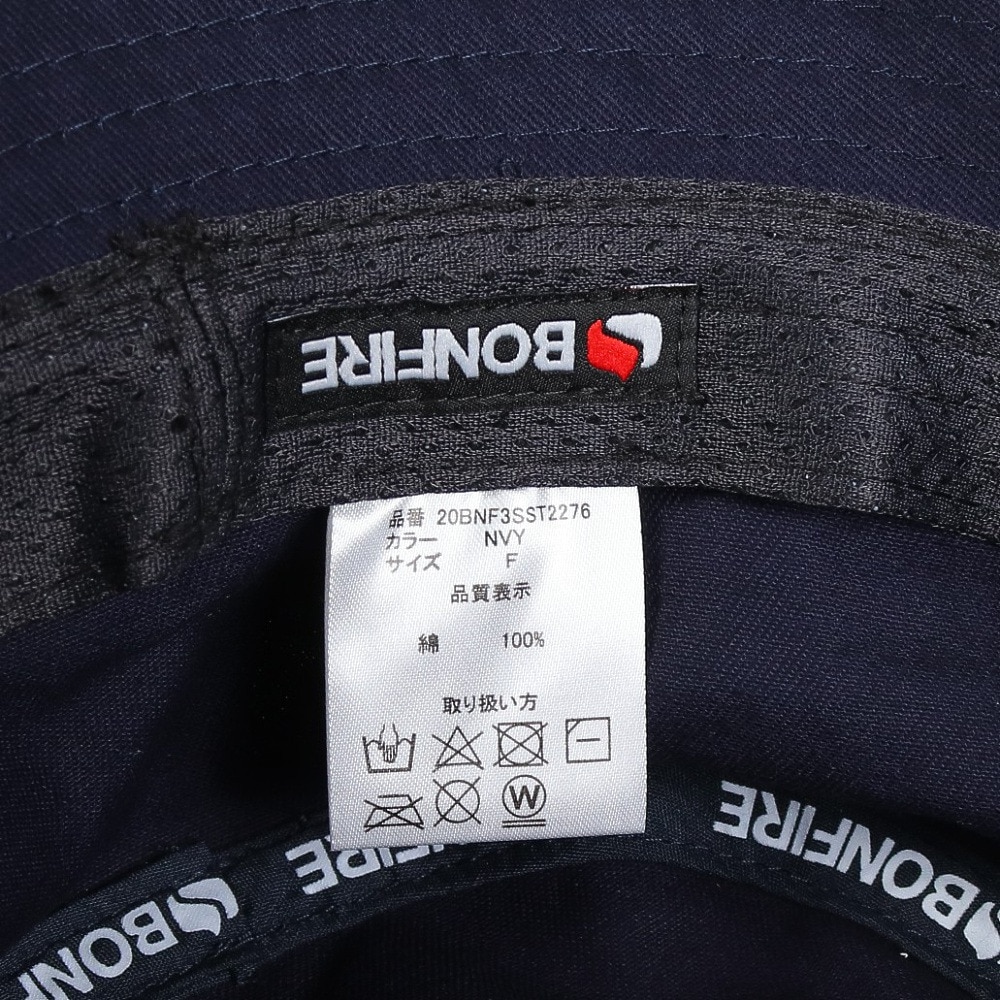 BONFIRE
品番 20BNF3SST2276
カラー NVY
サイズ F
品質表示
綿 100%
取り扱い方
W
BONFIRE
BONFIRE
BON